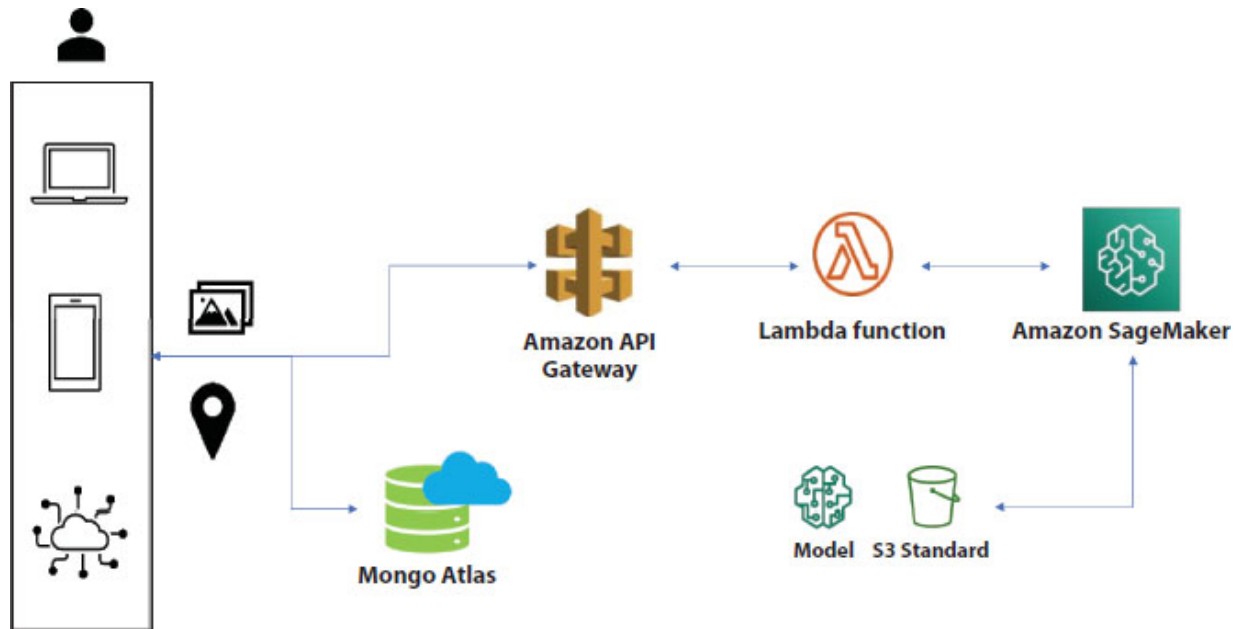 Amazon API
Gateway
Lambda function
Amazon SageMaker
Mongo Atlas
Model
S3 Standard